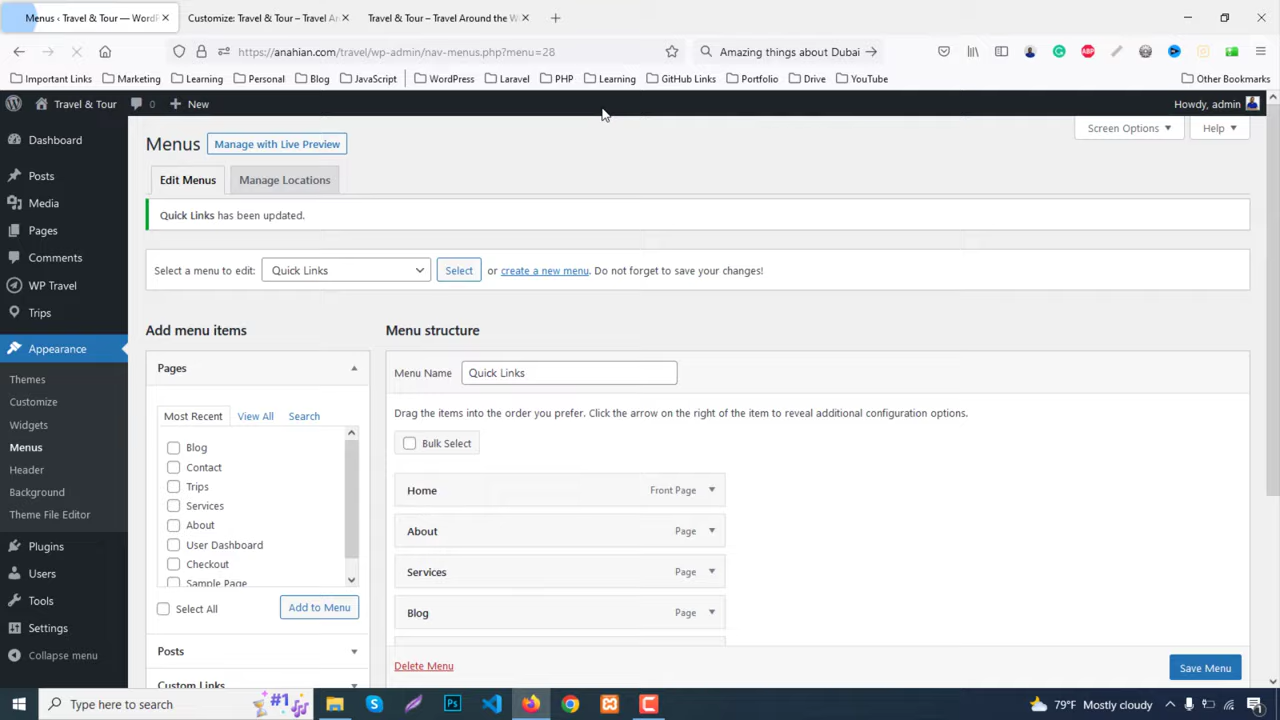 Menus ‹ Travel & Tour — WordP
Customize: Travel & Tour – Travel Ar
Travel & Tour – Travel Around the W
https://anahian.com/travel/wp-admin/nav-menus.php?menu=28
Amazing things about Dubai
Important Links
Marketing
Learning
Personal
Blog
JavaScript
WordPress
Laravel
PHP
Learning
GitHub Links
Portfolio
Drive
YouTube
Other Bookmarks
Travel & Tour
0
New
Howdy, admin
Dashboard
Posts
Media
Pages
Comments
WP Travel
Trips
Appearance
Themes
Customize
Widgets
Menus
Header
Background
Theme File Editor
Plugins
Users
Tools
Settings
Collapse menu
Screen Options
Help
Menus
Manage with Live Preview
Edit Menus
Manage Locations
Quick Links has been updated.
Select a menu to edit:
Quick Links
Select
or create a new menu. Do not forget to save your changes!
Add menu items
Pages
Most Recent
View All
Search
Blog
Contact
Trips
Services
About
User Dashboard
Checkout
Sample Page
Select All
Add to Menu
Posts
Custom Links
Menu structure
Menu Name
Quick Links
Drag the items into the order you prefer. Click the arrow on the right of the item to reveal additional configuration options.
Bulk Select
Home
Front Page
About
Page
Services
Page
Blog
Page
Delete Menu
Save Menu
Type here to search
#1
79°F Mostly cloudy